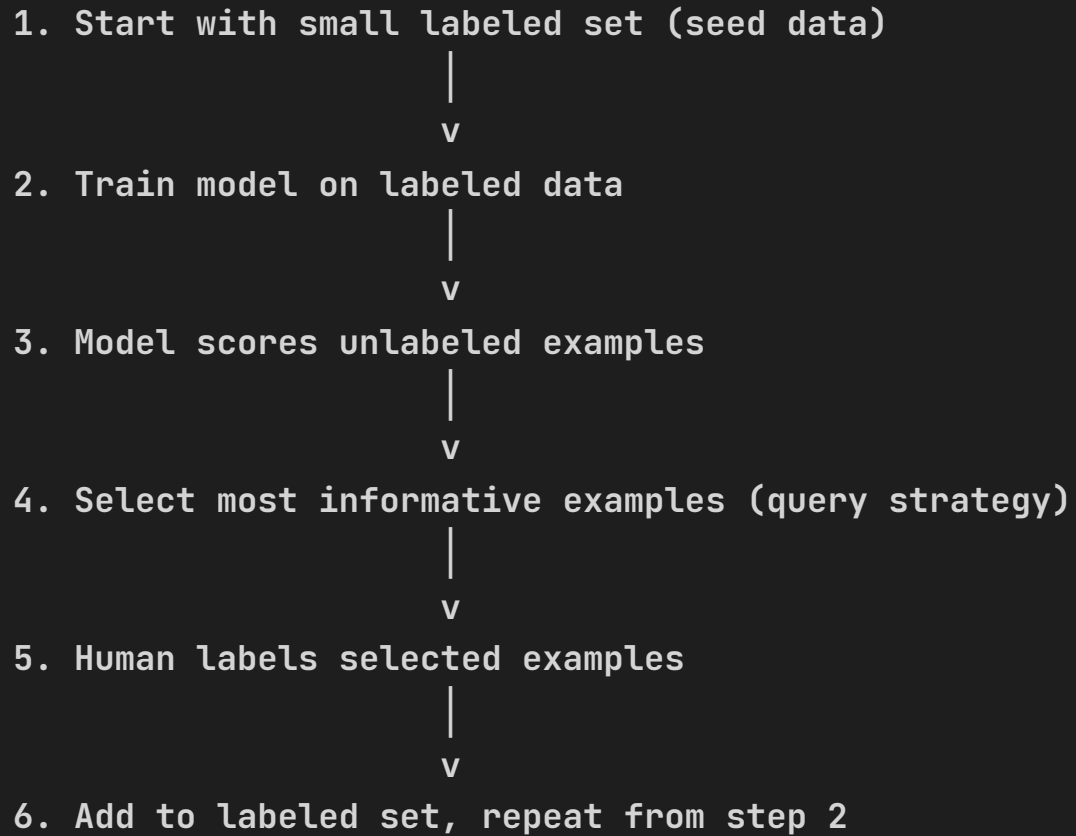 1. Start with small labeled set (seed data)
│
v
2. Train model on labeled data
│
v
3. Model scores unlabeled examples
│
v
4. Select most informative examples (query strategy)
│
v
5. Human labels selected examples
│
v
6. Add to labeled set, repeat from step 2